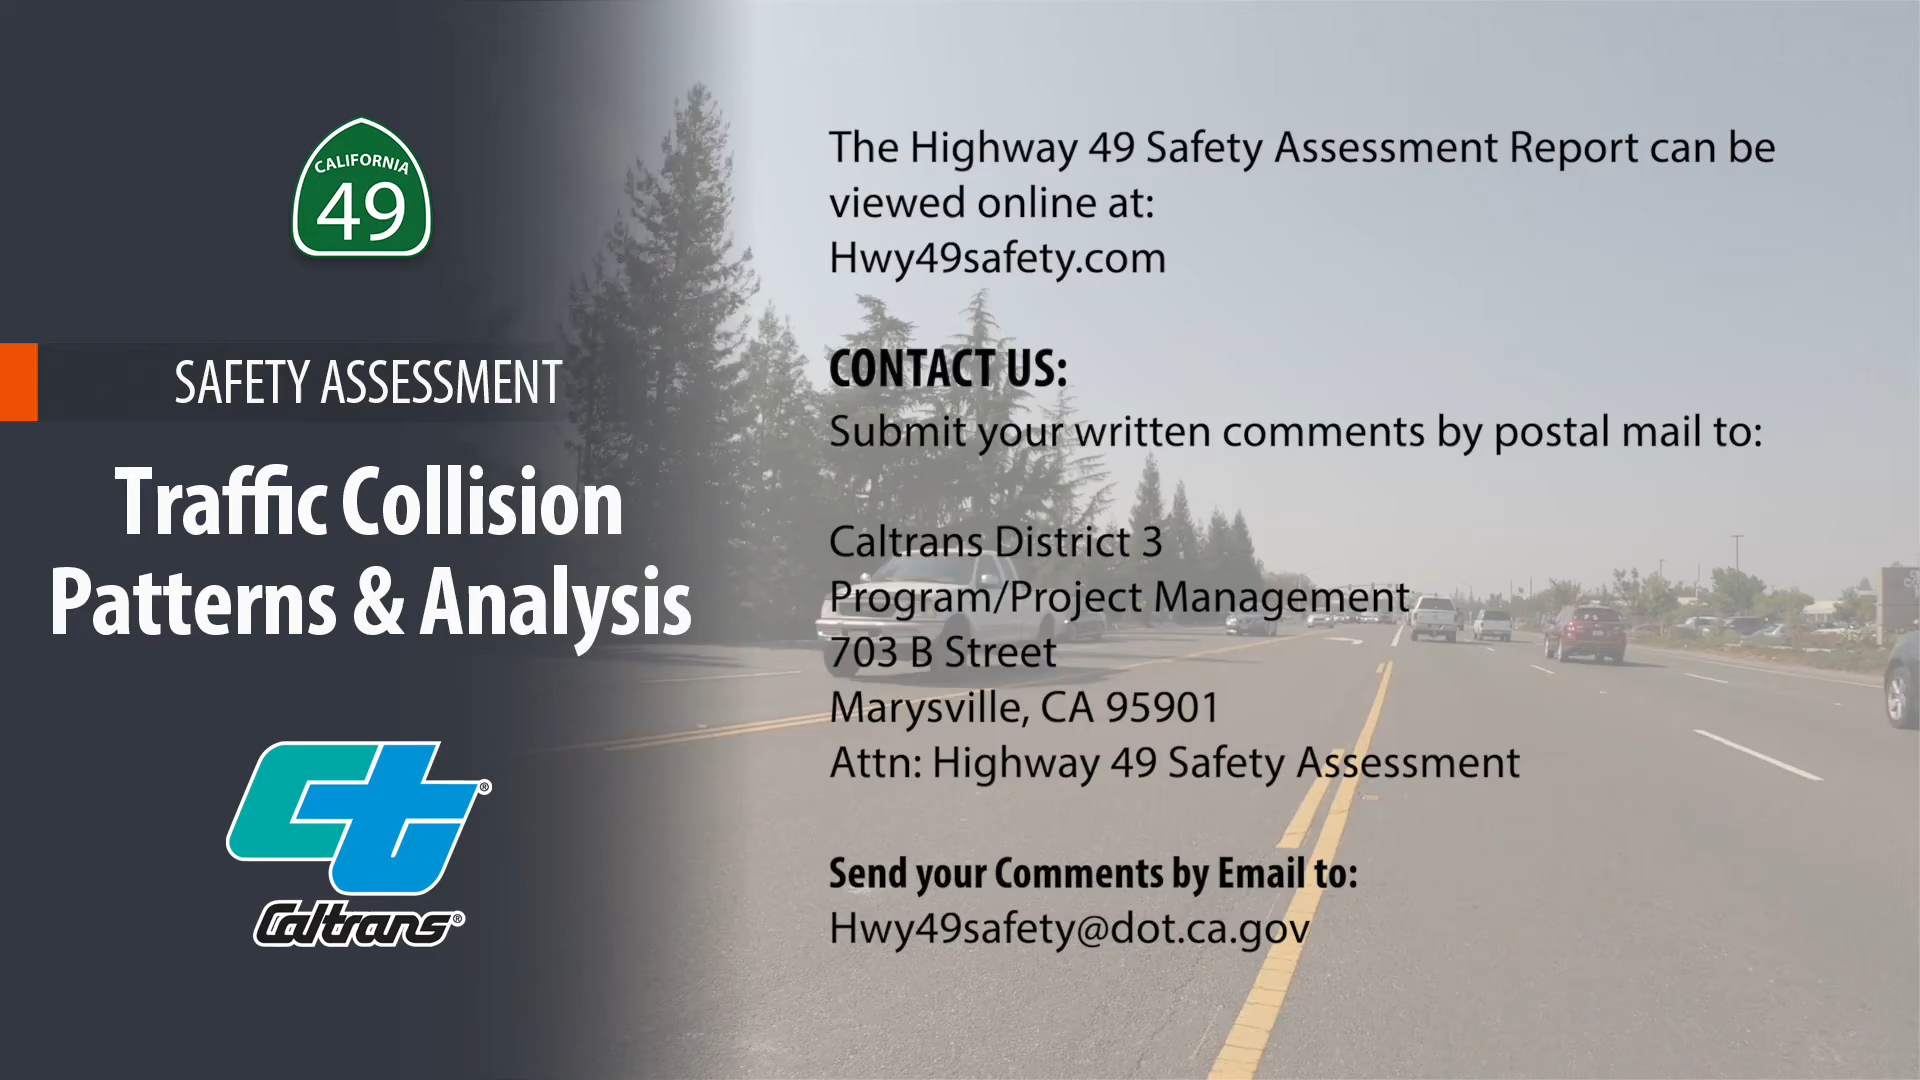 CALIFORNIA
49
SAFETY ASSESSMENT
Traffic Collision
Patterns & Analysis
Caltrans®
The Highway 49 Safety Assessment Report can be
viewed online at:
Hwy49safety.com
CONTACT US:
Submit your written comments by postal mail to:
Caltrans District 3
Program/Project Management
703 B Street
Marysville, CA 95901
Attn: Highway 49 Safety Assessment
Send your Comments by Email to:
Hwy49safety@dot.ca.gov